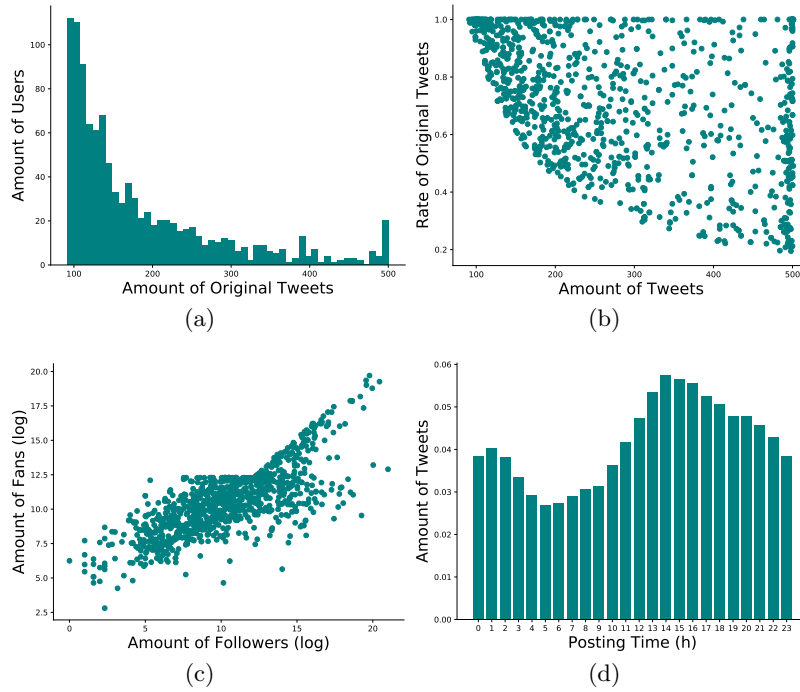 100
80
60
40
20
0
Amount of Users
100 200 300 400 500
Amount of Original Tweets
(a)
1.0
0.8
0.6
0.4
0.2
Rate of Original Tweets
100 200 300 400 500
Amount of Tweets
(b)
20.0
17.5
15.0
12.5
10.0
7.5
5.0
2.5
Amount of Fans (log)
0 5 10 15 20
Amount of Followers (log)
(c)
0.06
0.05
0.04
0.03
0.02
0.01
0.00
Amount of Tweets
0 1 2 3 4 5 6 7 8 9 10 11 12 13 14 15 16 17 18 19 20 21 22 23
Posting Time (h)
(d)